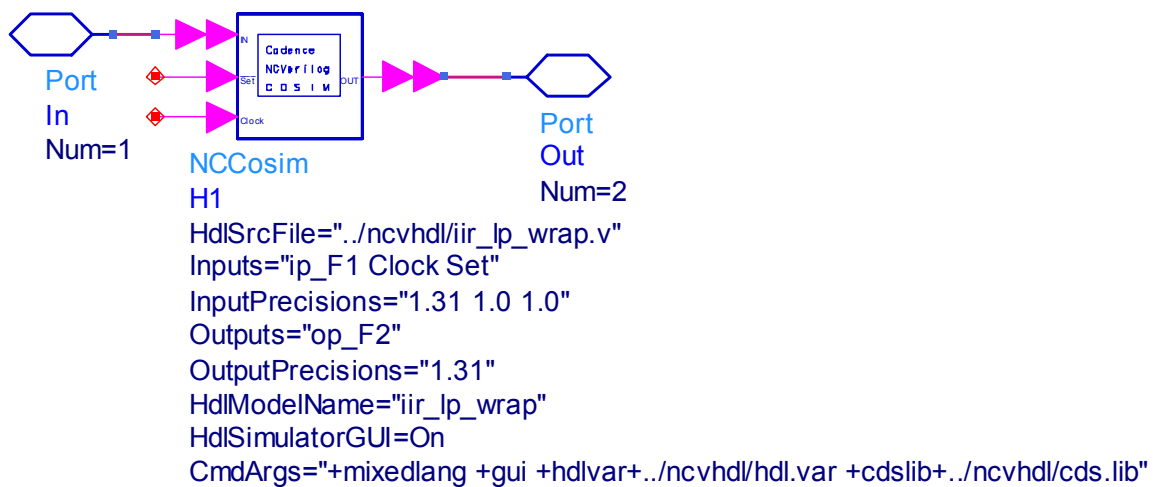 IN
Set
Clock
Cadence
NCVerilog
COSIM
OUT
Port
In
Num=1
Port
Out
Num=2
NCCosim
H1
HdlSrcFile="../ncvhdl/iir_lp_wrap.v"
Inputs="ip_F1 Clock Set"
InputPrecisions="1.31 1.0 1.0"
Outputs="op_F2"
OutputPrecisions="1.31"
HdlModelName="iir_lp_wrap"
HdlSimulatorGUI=On
CmdArgs="+mixedlang +gui +hdlvar+../ncvhdl/hdl.var +cdslib+../ncvhdl/cds.lib"